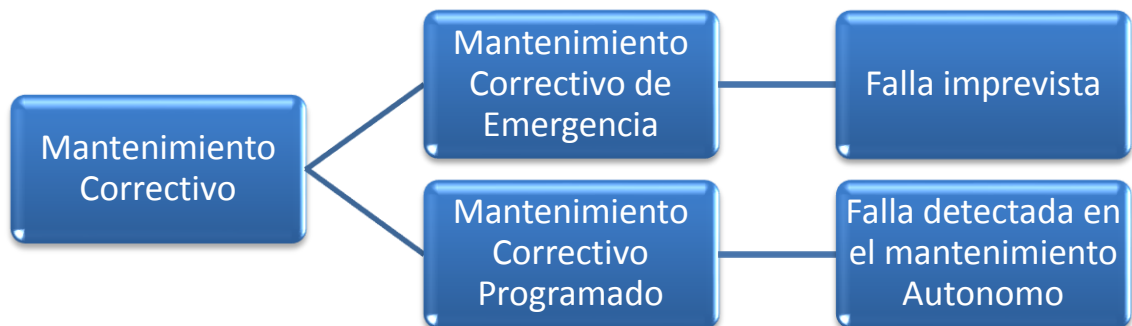 Mantenimiento
Correctivo
Mantenimiento
Correctivo de
Emergencia
Falla imprevista
Mantenimiento
Correctivo
Programado
Falla detectada en
el mantenimiento
Autonomo